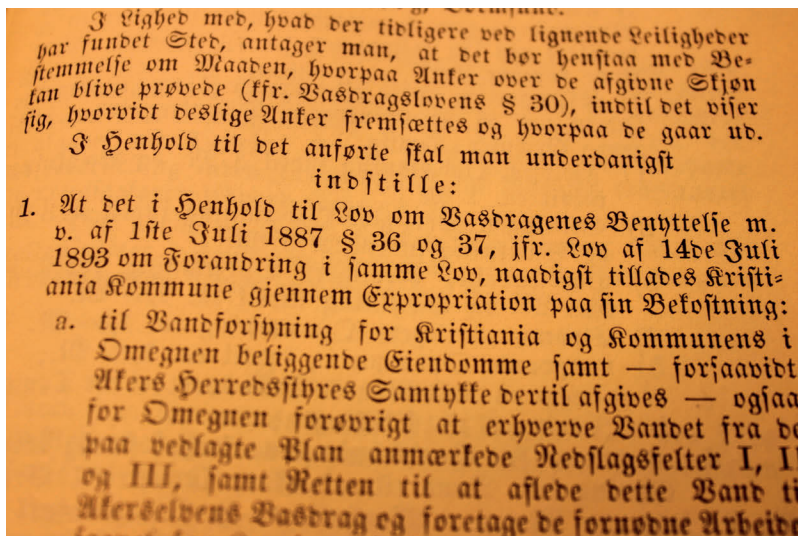 I Lighed med, hvad der tidligere ved lignende Leiligheder
har fundet Sted, antager man, at det bør henstaa med Be-
stemmelse om Maaden, hvorpaa Anker over de afgivne Skjøn
kan blive prøvede (kfr. Vasdragslovens § 30), indtil det viser
sig, hvorvidt deslige Anker fremsættes og hvorpaa de gaar ud.
I Henhold til det anførte skal man underdanigst
indstille:
1. At det i Henhold til Lov om Vasdragenes Benyttelse m.
v. af 1ste Juli 1887 § 36 og 37, jfr. Lov af 14de Juli
1893 om Forandring i samme Lov, naadigst tillades Kristi-
ania Kommune gjennem Expropriation paa sin Bekostning:
a. til Vandforsyning for Kristiania og Kommunens i
Omegnen beliggende Eiendomme samt — forsaavidt
Akers Herredsstyres Samtykke dertil afgives — ogsaa
for Omegnen forøvrigt at erhverve Vandet fra de
paa vedlagte Plan anmærkede Nedslagsfelter I, II
og III, samt Retten til at aflede dette Vand ti
Akerselvens Vasdrag og foretage de fornødne Arbeide